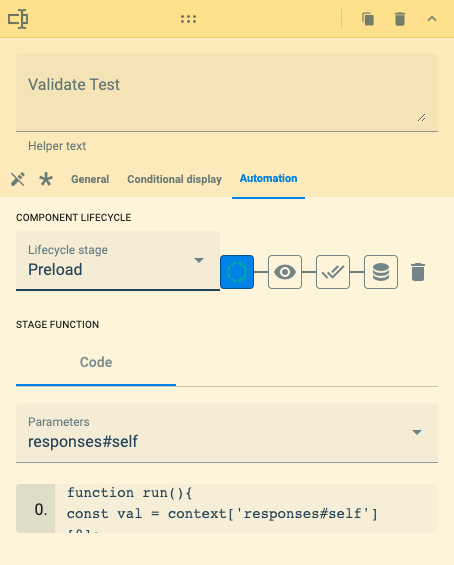 Validate Test
Helper text
General Conditional display Automation
COMPONENT LIFECYCLE
Lifecycle stage
Preload
STAGE FUNCTION
Code
Parameters
responses#self
0. function run(){
const val = context['responses#self']